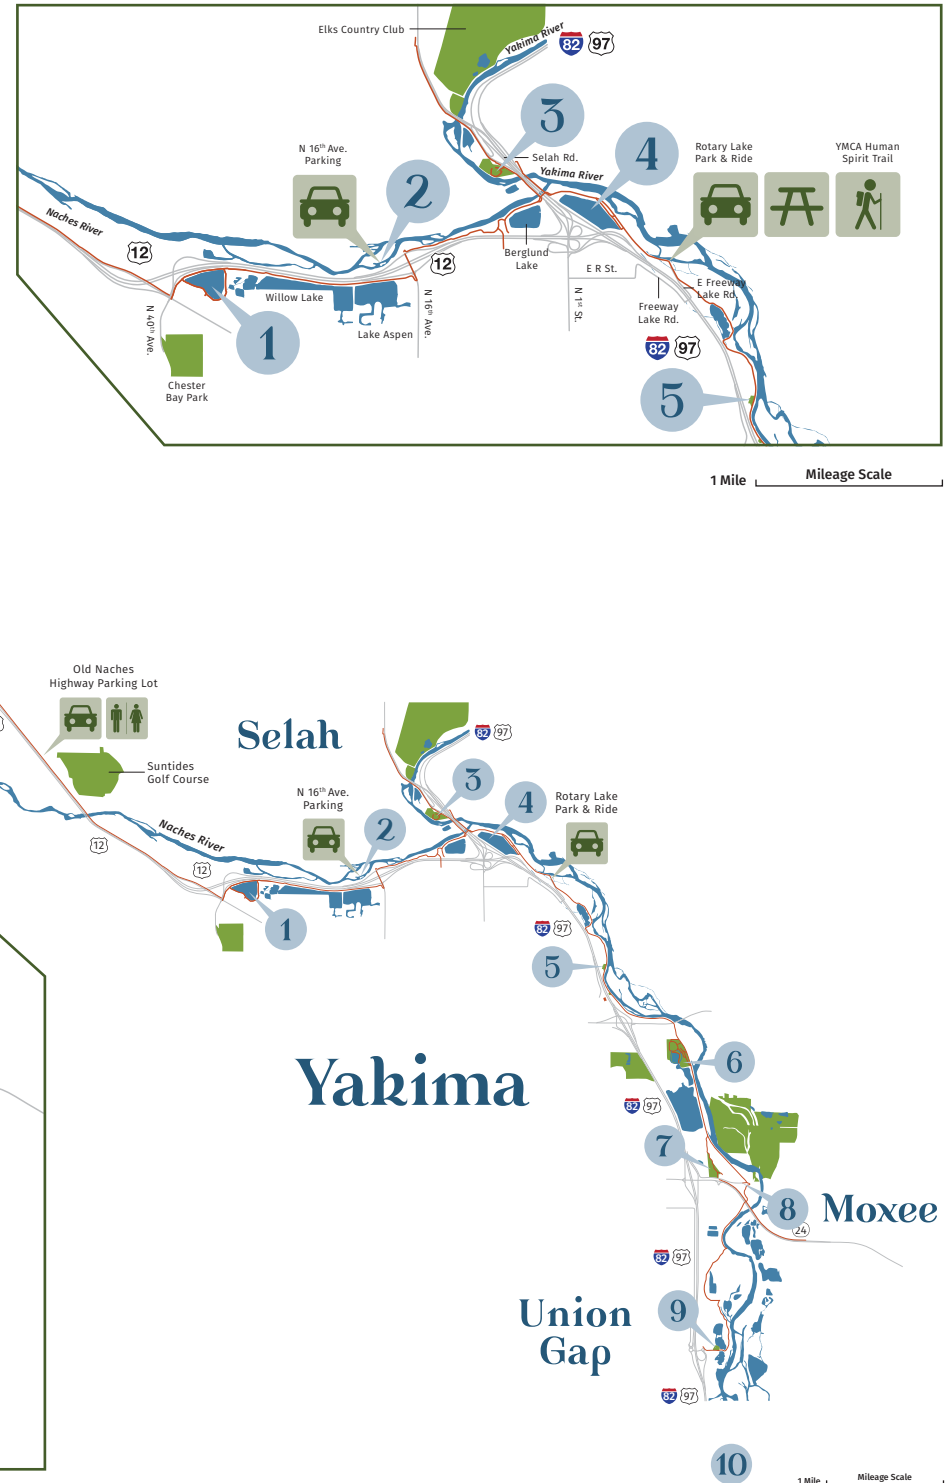 Elks Country Club
Yakima River
82
97
3
N 16th Ave.
Parking
2
Selah Rd.
Yakima River
4
Rotary Lake
Park & Ride
YMCA Human
Spirit Trail
Naches River
12
12
Berglund
Lake
E R St.
E Freeway
Lake Rd.
Freeway
Lake Rd.
Willow Lake
Lake Aspen
N 40th Ave.
N 16th Ave.
N 1st St.
1
82
97
Chester
Bay Park
5
1 Mile
Mileage Scale
Old Naches
Highway Parking Lot
Suntides
Golf Course
Selah
82
97
3
N 16th Ave.
Parking
2
4
Rotary Lake
Park & Ride
Naches River
12
12
1
82
97
5
Yakima
6
82
97
7
8
Moxee
24
82
97
9
Union
Gap
82
97
10
1 Mile
Mileage Scale